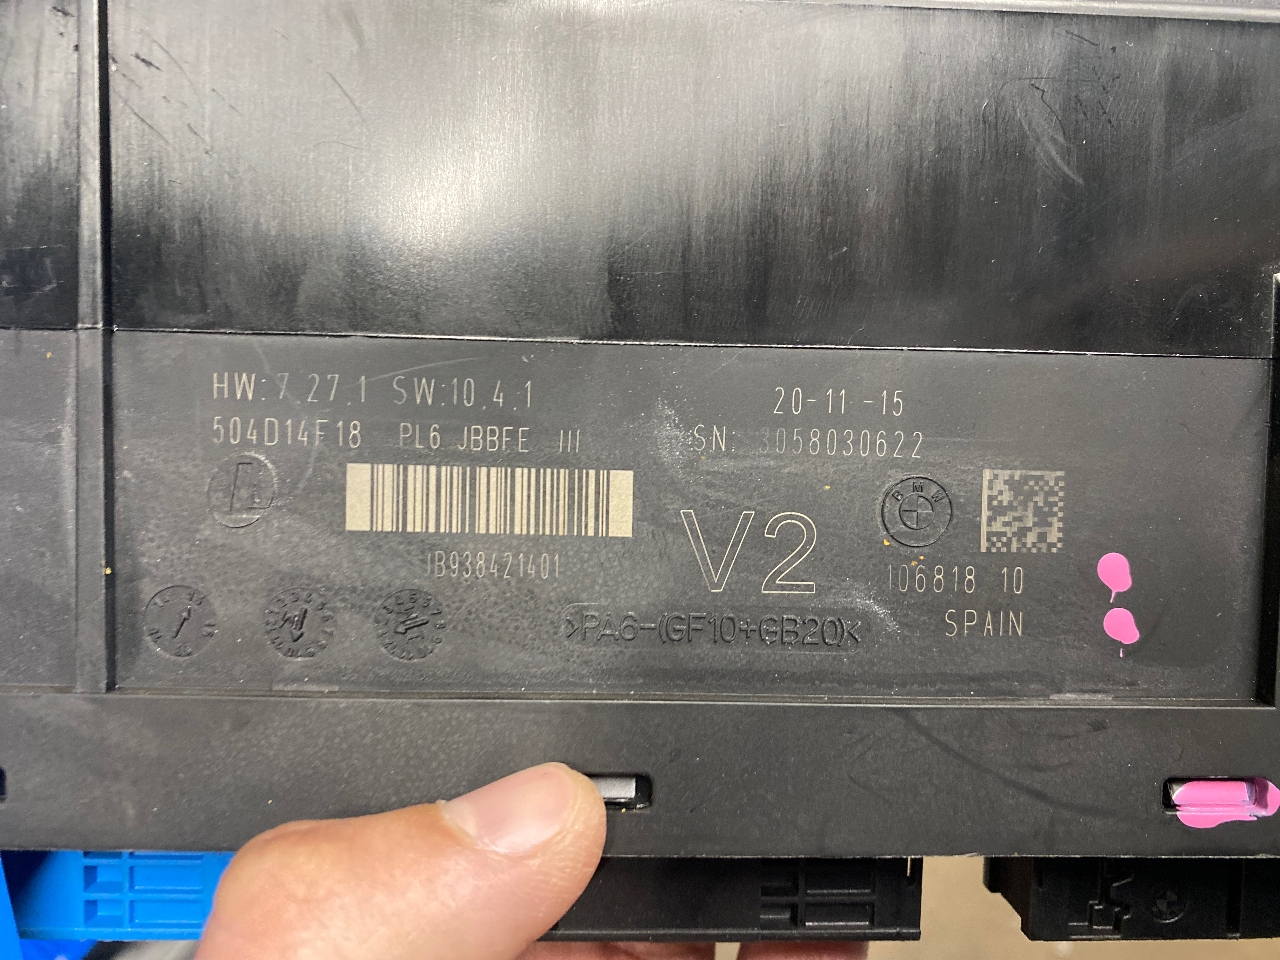 HW: 7.27.1 SW:10.4.1
504D14F18 PL6 JBBFE III
20-11-15
SN: 3058030622
BMW
JB938421401
V2
106818 10
SPAIN
>PA6-(GF10+GB20)<